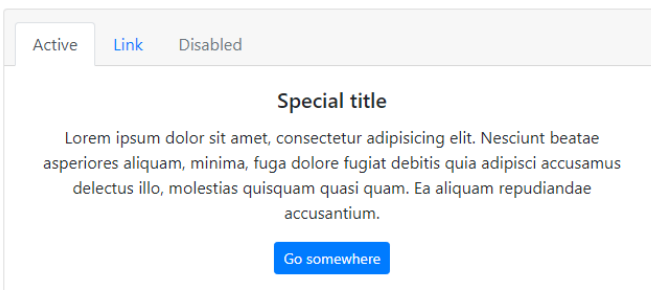 Active Link Disabled
Special title
Lorem ipsum dolor sit amet, consectetur adipisicing elit. Nesciunt beatae
asperiores aliquam, minima, fuga dolore fugiat debitis quia adipisci accusamus
delectus illo, molestias quisquam quasi quam. Ea aliquam repudiandae
accusantium.
Go somewhere